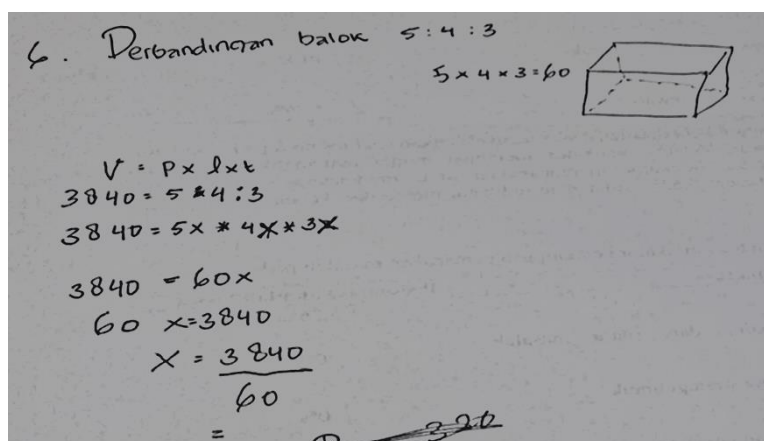 6. Perbandingan balok 5 : 4 : 3
5 × 4 × 3 = 60
V = P × l × t
3840 = 5 * 4 : 3
3840 = 5x * 4x * 3x
3840 = 60x
60 x = 3840
x = 3840
60
=
320